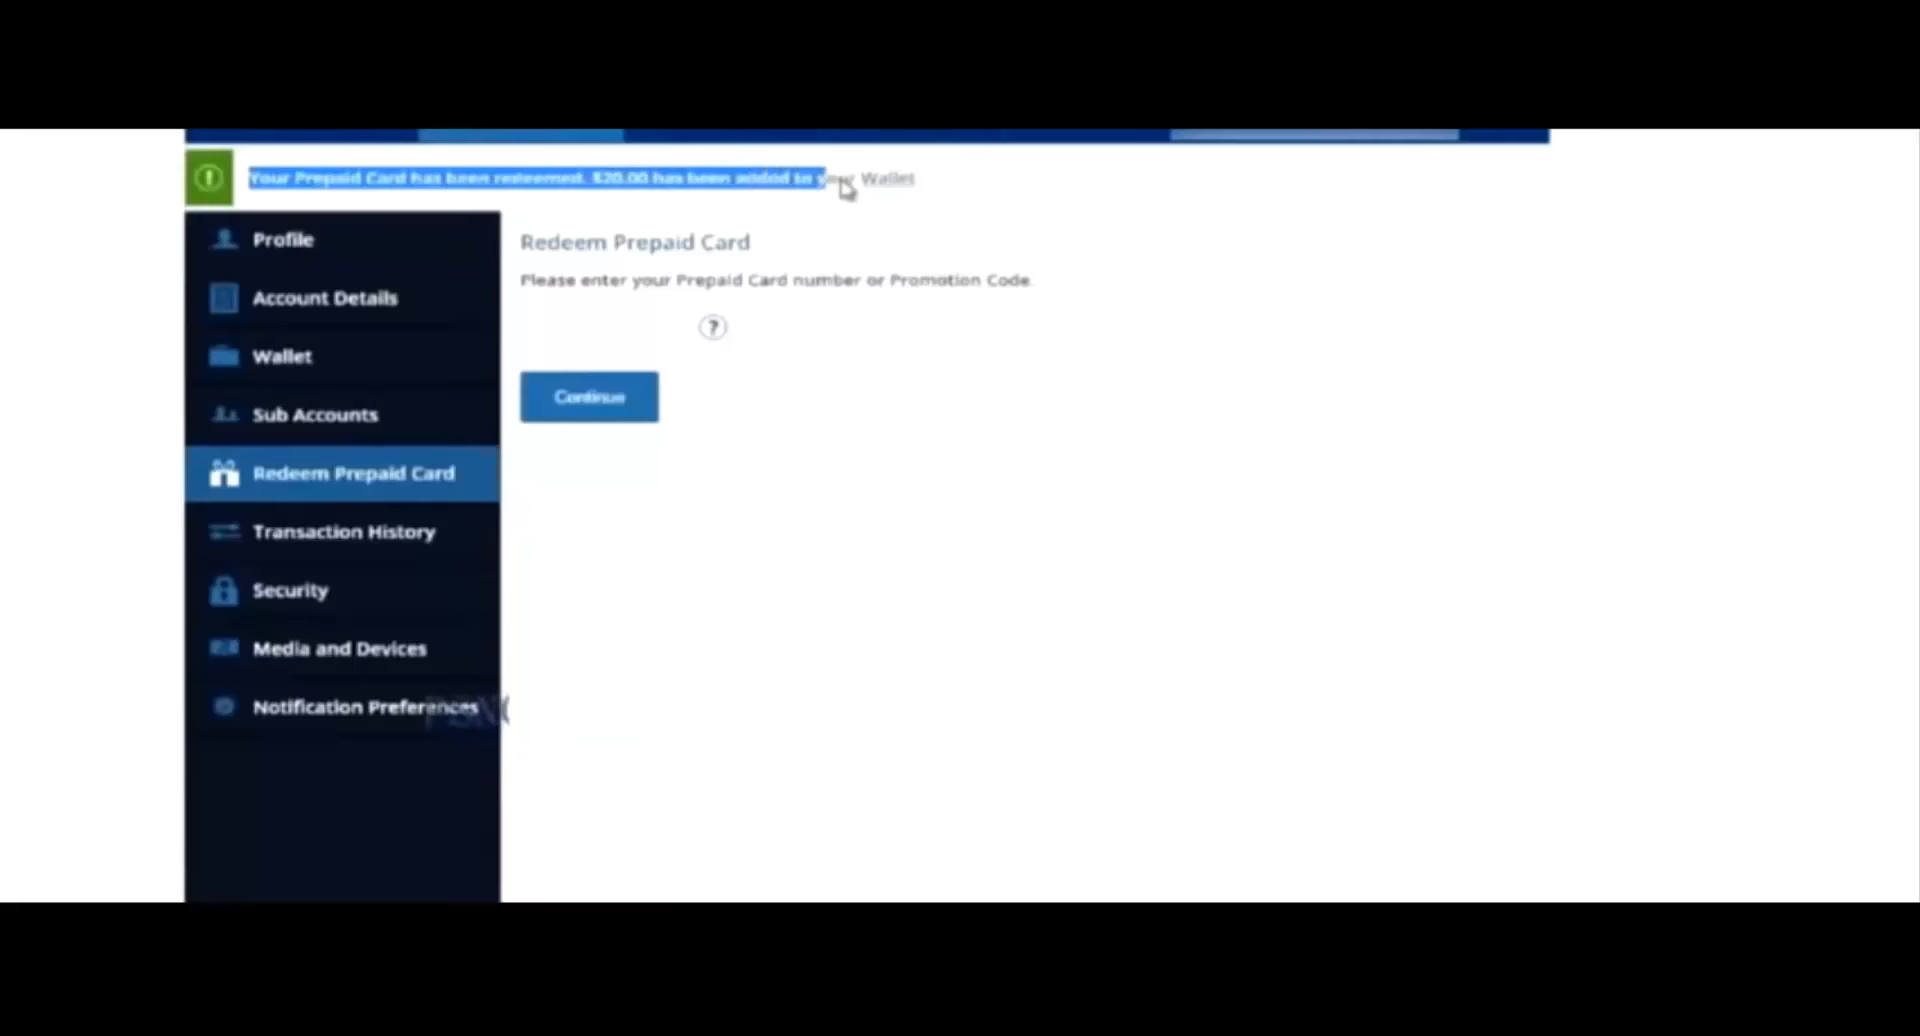 Your Prepaid Card has been redeemed. $20.00 has been added to your Wallet
Profile
Account Details
Wallet
Sub Accounts
Redeem Prepaid Card
Transaction History
Security
Media and Devices
Notification Preferences
Redeem Prepaid Card
Please enter your Prepaid Card number or Promotion Code.
?
Continue